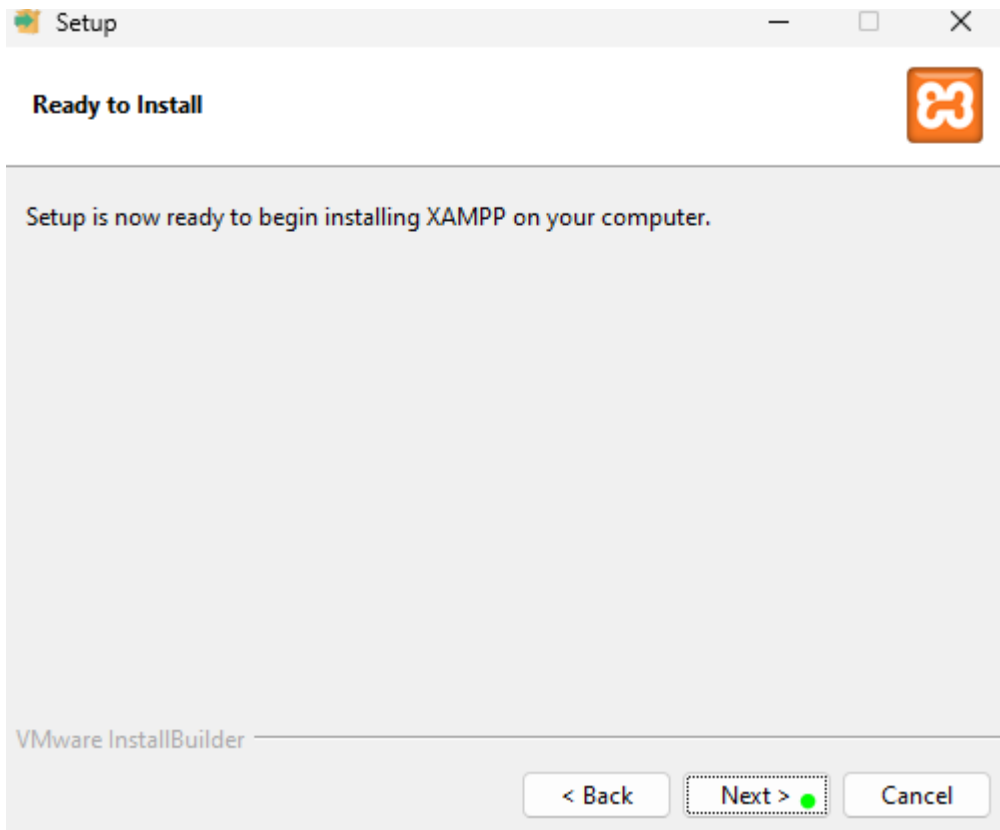 Setup
Ready to Install
Setup is now ready to begin installing XAMPP on your computer.
VMware InstallBuilder
< Back Next > Cancel